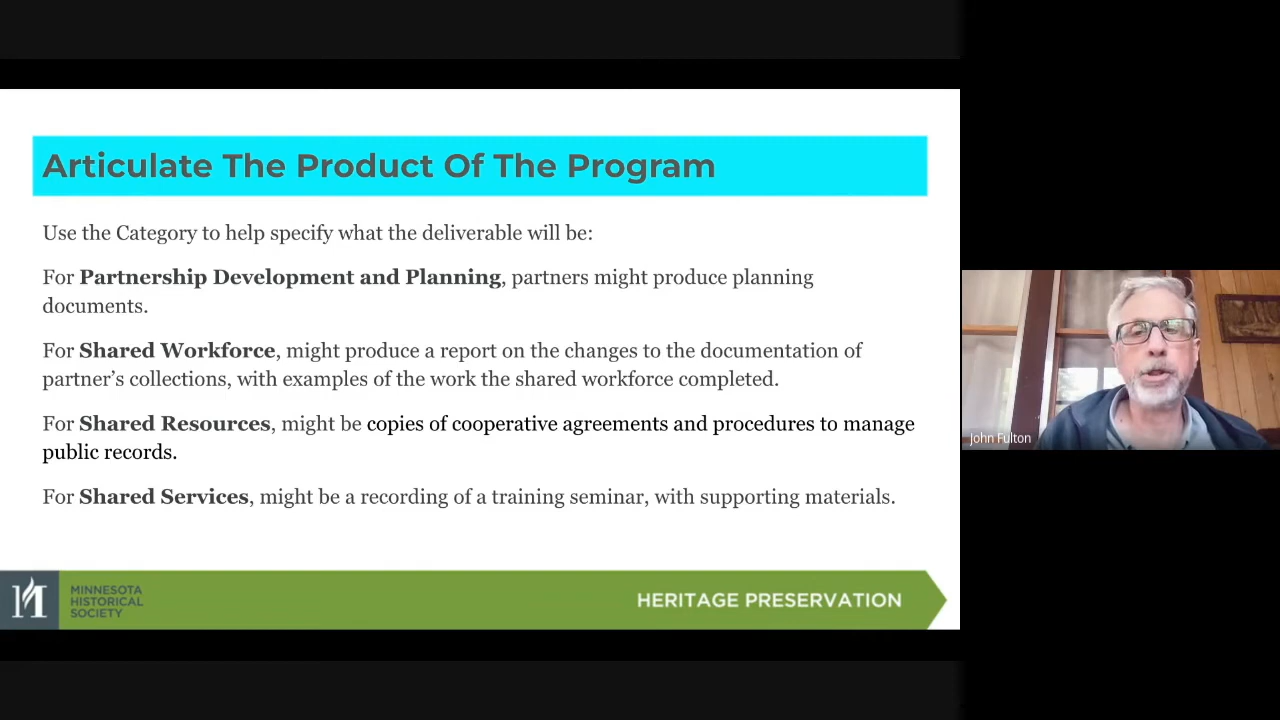 Articulate The Product Of The Program
Use the Category to help specify what the deliverable will be:
For Partnership Development and Planning, partners might produce planning
documents.
For Shared Workforce, might produce a report on the changes to the documentation of
partner’s collections, with examples of the work the shared workforce completed.
For Shared Resources, might be copies of cooperative agreements and procedures to manage
public records.
For Shared Services, might be a recording of a training seminar, with supporting materials.
MINNESOTA
HISTORICAL
SOCIETY
HERITAGE PRESERVATION
John Fulton